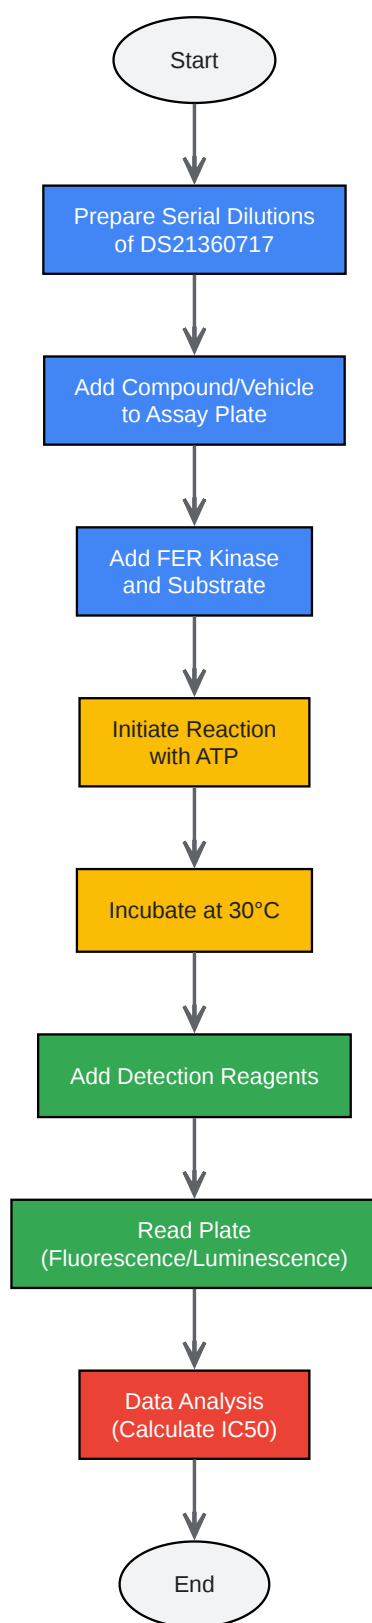 Start
Prepare Serial Dilutions
of DS21360717
Add Compound/Vehicle
to Assay Plate
Add FER Kinase
and Substrate
Initiate Reaction
with ATP
Incubate at 30°C
Add Detection Reagents
Read Plate
(Fluorescence/Luminescence)
Data Analysis
(Calculate IC50)
End